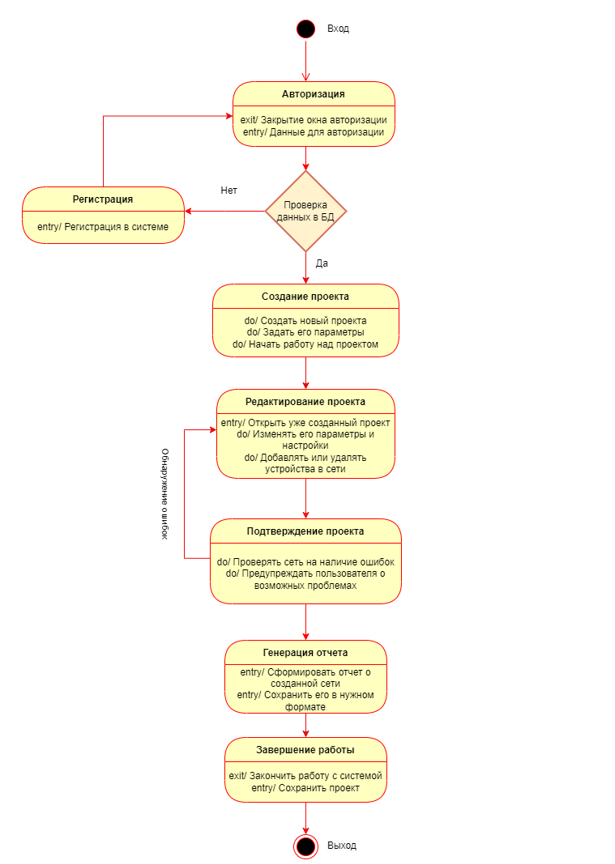 Вход
Авторизация
exit/ Закрытие окна авторизации
entry/ Данные для авторизации
Нет
Проверка
данных в БД
Регистрация
entry/ Регистрация в системе
Да
Создание проекта
do/ Создать новый проекта
do/ Задать его параметры
do/ Начать работу над проектом
Редактирование проекта
entry/ Открыть уже созданный проект
do/ Изменять его параметры и
настройки
do/ Добавлять или удалять
устройства в сети
Обнаружение ошибок
Подтверждение проекта
do/ Проверять сеть на наличие ошибок
do/ Предупреждать пользователя о
возможных проблемах
Генерация отчета
entry/ Сформировать отчет о
созданной сети
entry/ Сохранить его в нужном
формате
Завершение работы
exit/ Закончить работу с системой
entry/ Сохранить проект
Выход